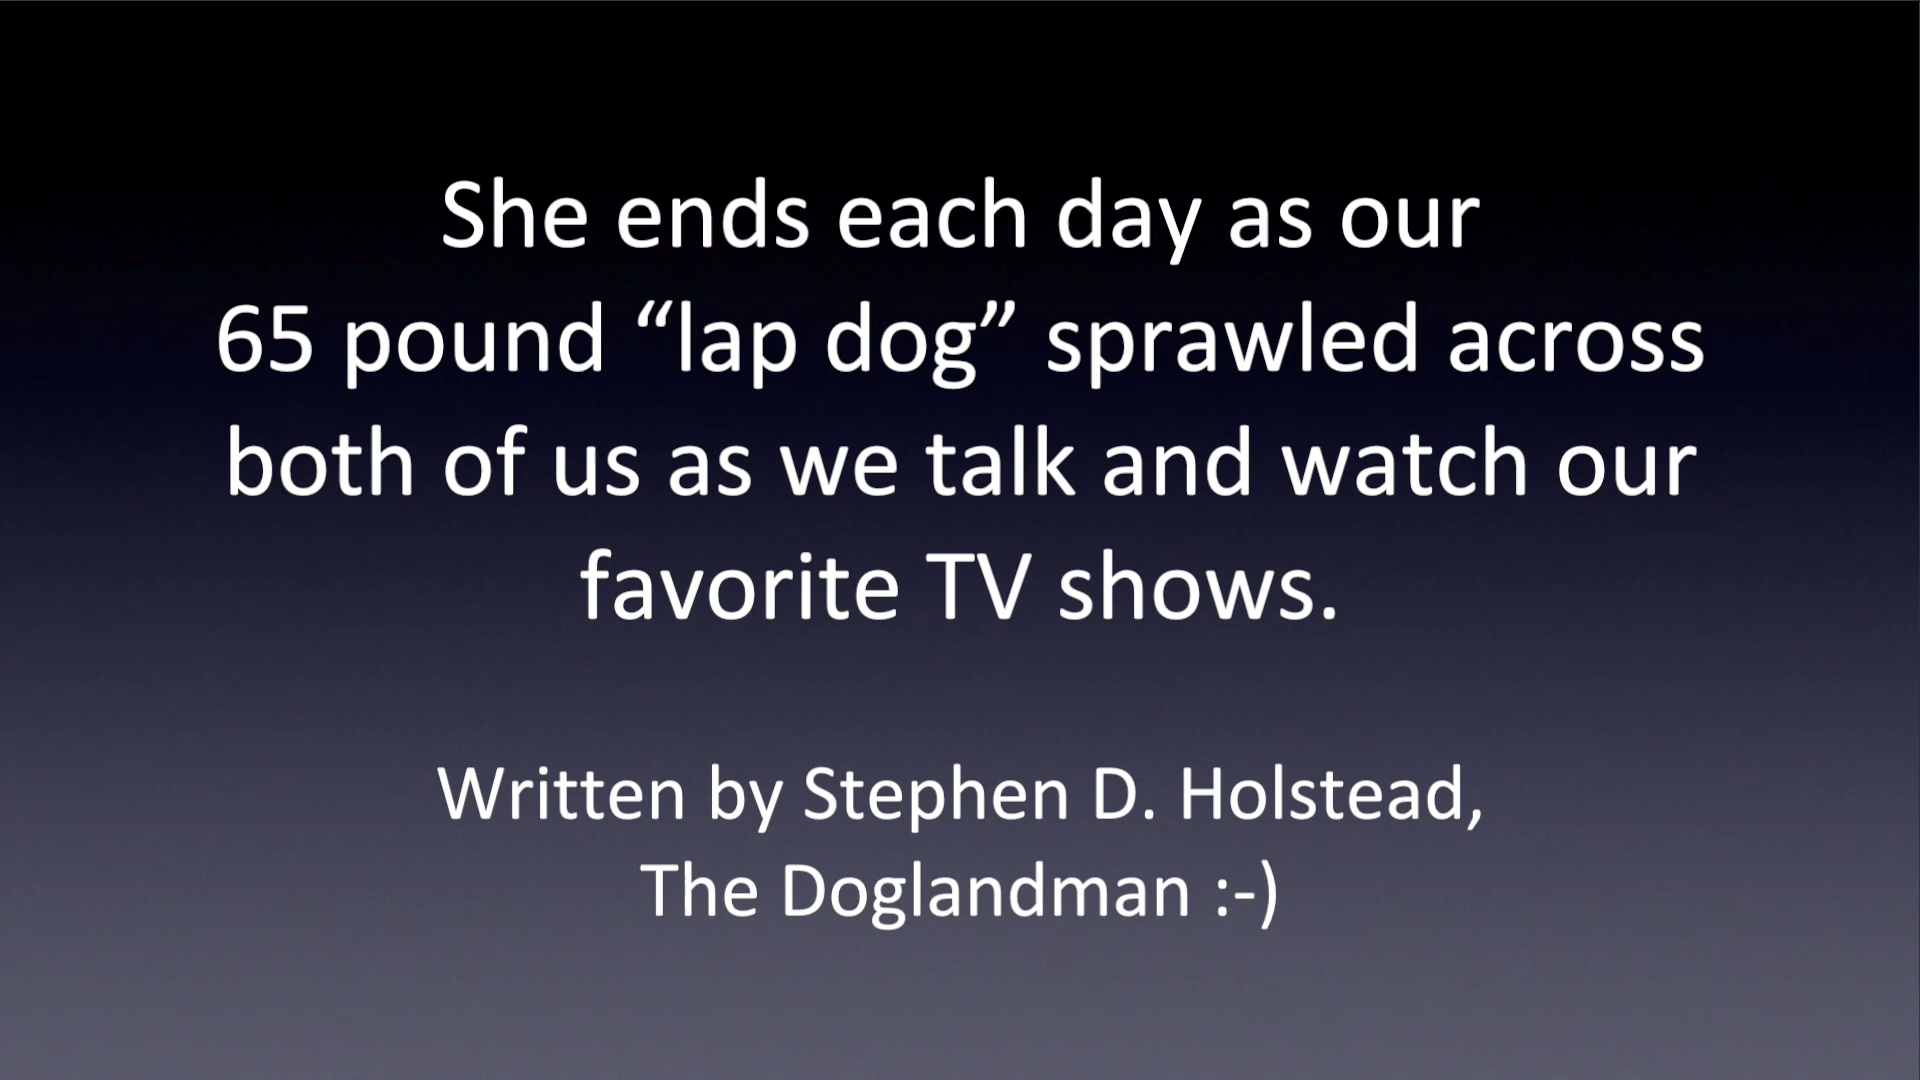 She ends each day as our
65 pound “lap dog” sprawled across
both of us as we talk and watch our
favorite TV shows.
Written by Stephen D. Holstead,
The Doglandman :-)